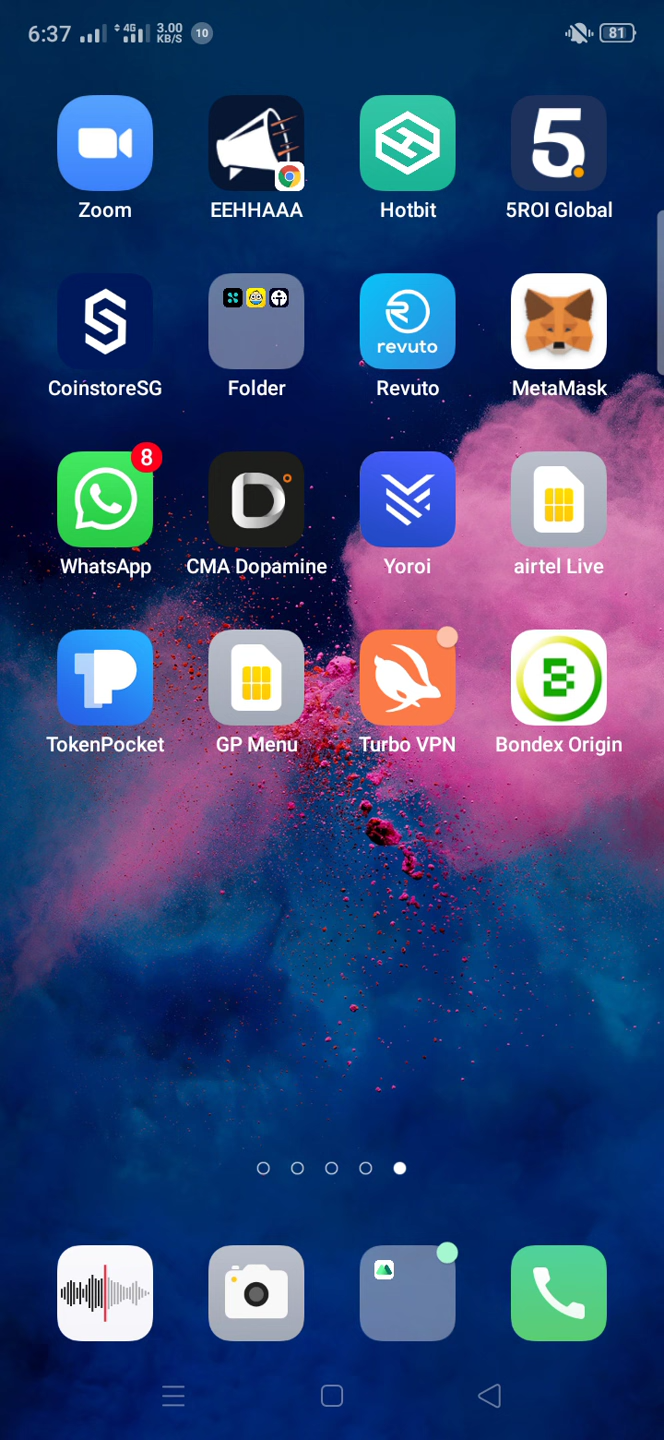 6:37 4G 3.00 KB/S 10 81
Zoom EEHHAAA Hotbit 5 5ROI Global
CoinstoreSG Folder revuto Revuto MetaMask
8
WhatsApp CMA Dopamine Yoroi airtel Live
TokenPocket GP Menu Turbo VPN Bondex Origin